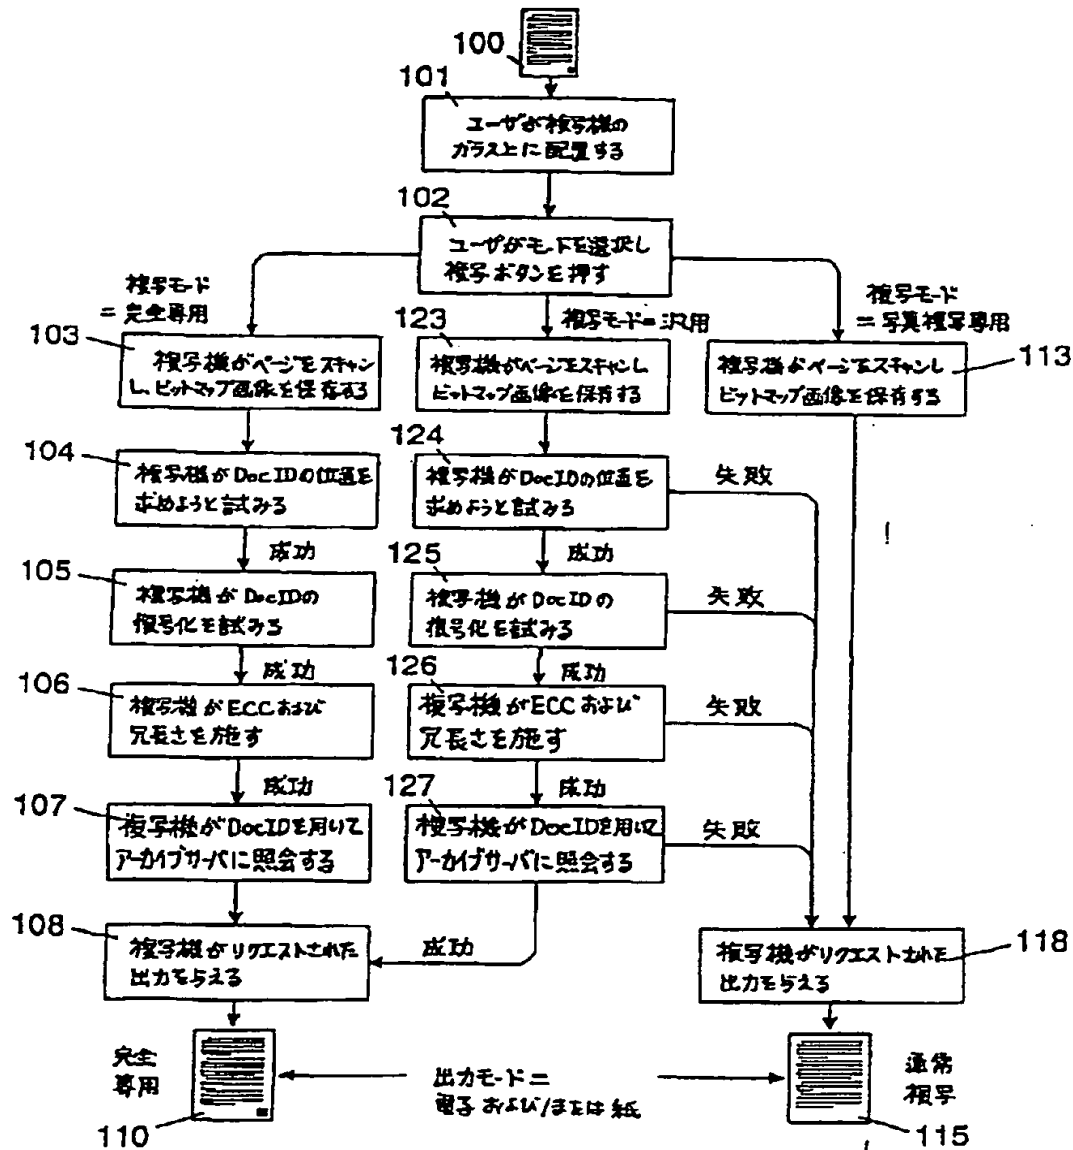 100
101
ユーザが複写機の
ガラス上に配置する
102
ユーザがモードを選択し
複写ボタンを押す
複写モード
=完全専用
複写モード=汎用
複写モード
=写真複写専用
103
複写機がページをスキャン
し、ビットマップ画像を保存する
123
複写機がページをスキャンし
ビットマップ画像を保存する
113
複写機がページをスキャンし
ビットマップ画像を保存する
104
複写機がDocIDの位置を
求めようと試みる
124
複写機がDocIDの位置を
求めようと試みる
失敗
成功
成功
105
複写機がDocIDの
復号化を試みる
125
複写機がDocIDの
復号化を試みる
失敗
成功
成功
106
複写機がECCおよび
冗長さを施す
126
複写機がECCおよび
冗長さを施す
失敗
成功
成功
107
複写機がDocIDを用いて
アーカイブサーバに照会する
127
複写機がDocIDを用いて
アーカイブサーバに照会する
失敗
108
複写機がリクエストされた
出力を与える
成功
118
複写機がリクエストされた
出力を与える
完全
専用
110
出力モード=
電子および/または紙
通常
複写
115